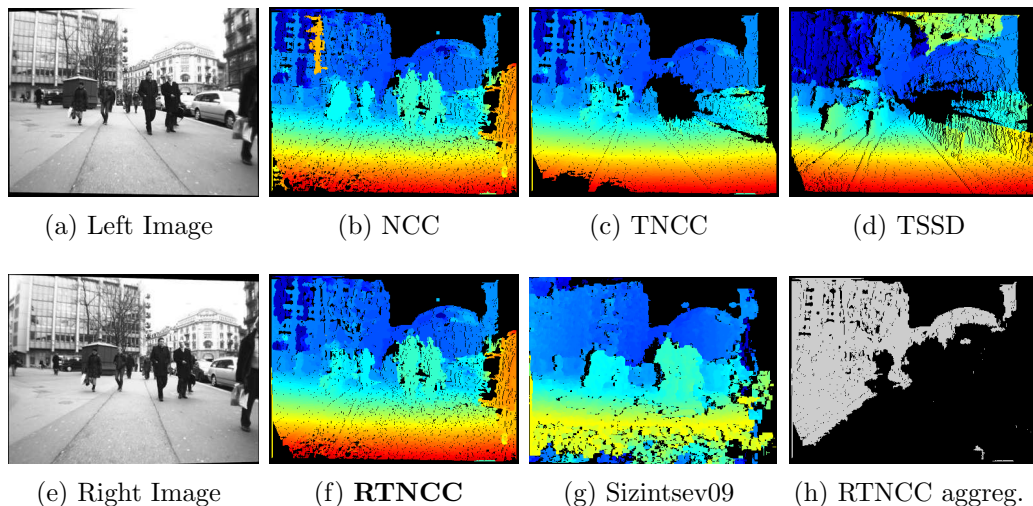 (a) Left Image
(b) NCC
(c) TNCC
(d) TSSD
(e) Right Image
(f) RTNCC
(g) Sizintsev09
(h) RTNCC aggreg.